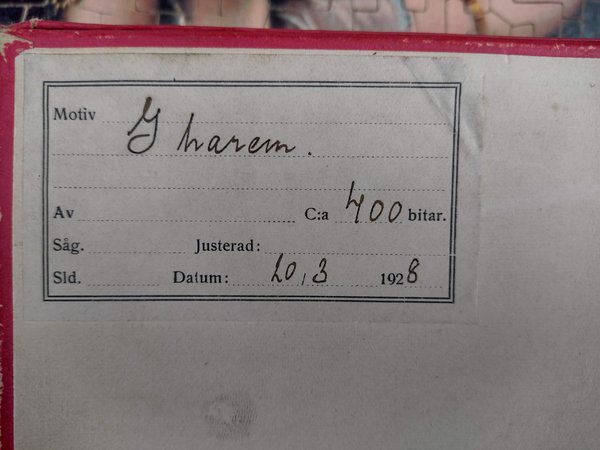 Motiv I harem.
Av C:a 400 bitar.
Såg. Justerad:
Sld. Datum: 20/3 1928